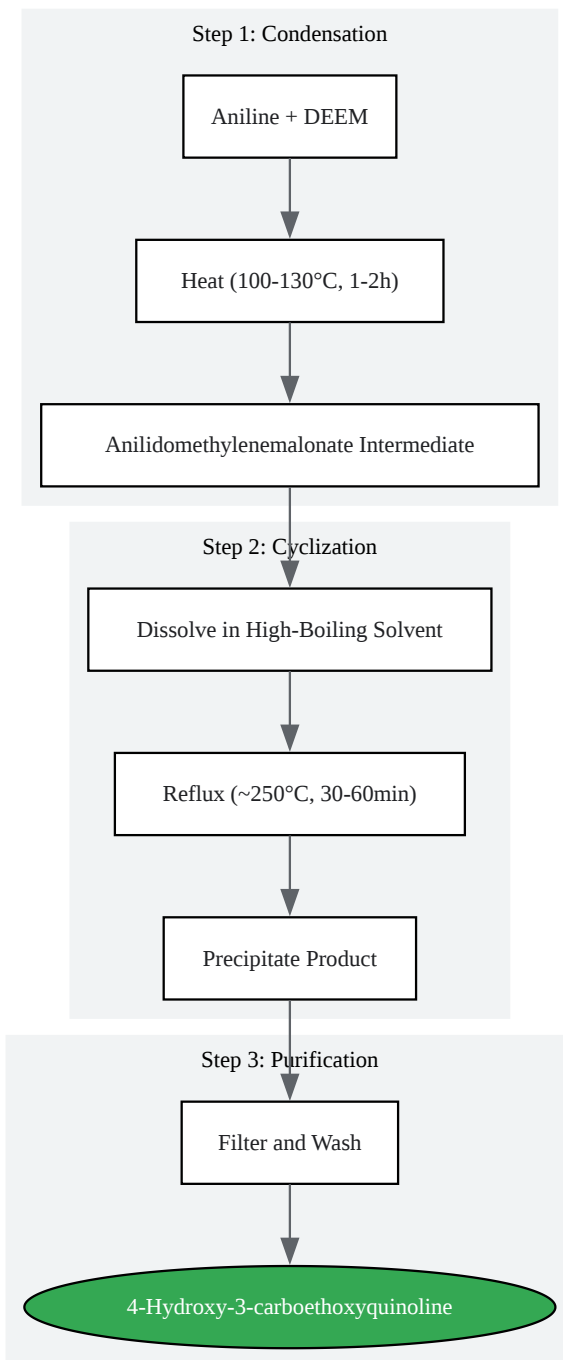 Step 1: Condensation
Aniline + DEEM
Heat (100-130°C, 1-2h)
Anilidomethylenemalonate Intermediate
Step 2: Cyclization
Dissolve in High-Boiling Solvent
Reflux (~250°C, 30-60min)
Precipitate Product
Step 3: Purification
Filter and Wash
4-Hydroxy-3-carboethoxyquinoline